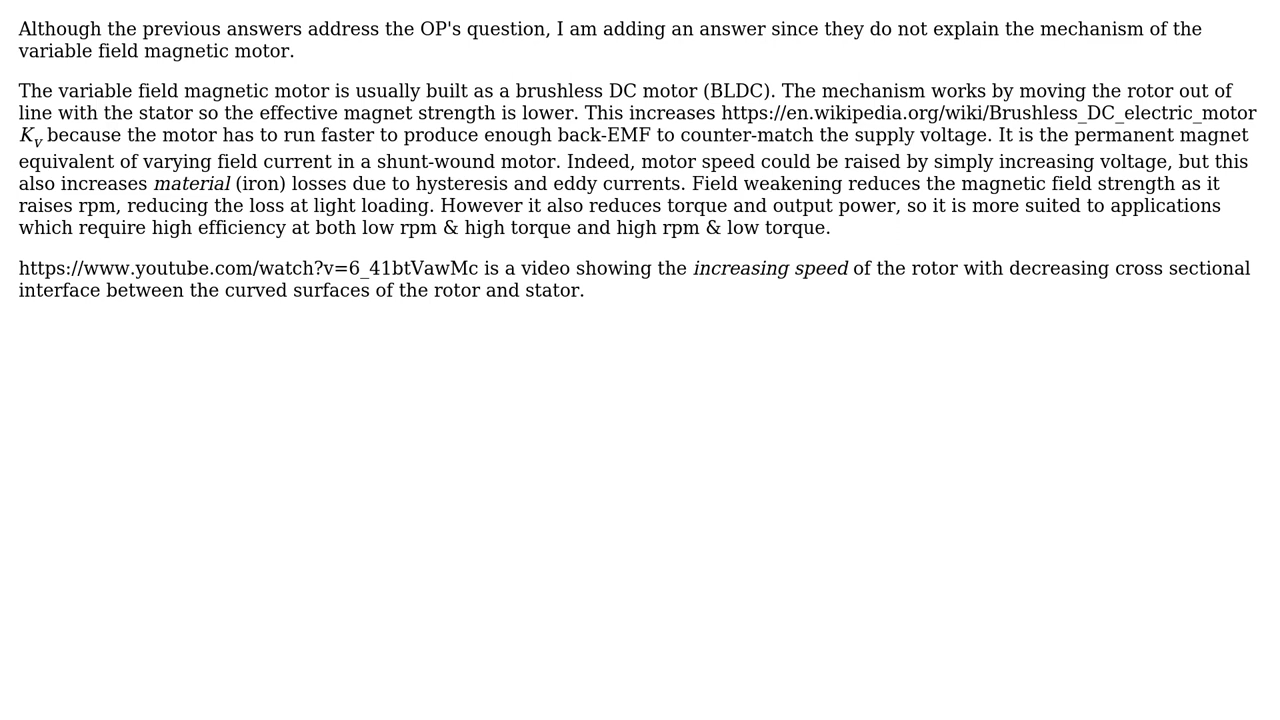 Although the previous answers address the OP's question, I am adding an answer since they do not explain the mechanism of the
variable field magnetic motor.
The variable field magnetic motor is usually built as a brushless DC motor (BLDC). The mechanism works by moving the rotor out of
line with the stator so the effective magnet strength is lower. This increases https://en.wikipedia.org/wiki/Brushless_DC_electric_motor
Kv because the motor has to run faster to produce enough back-EMF to counter-match the supply voltage. It is the permanent magnet
equivalent of varying field current in a shunt-wound motor. Indeed, motor speed could be raised by simply increasing voltage, but this
also increases material (iron) losses due to hysteresis and eddy currents. Field weakening reduces the magnetic field strength as it
raises rpm, reducing the loss at light loading. However it also reduces torque and output power, so it is more suited to applications
which require high efficiency at both low rpm & high torque and high rpm & low torque.
https://www.youtube.com/watch?v=6_41btVawMc is a video showing the increasing speed of the rotor with decreasing cross sectional
interface between the curved surfaces of the rotor and stator.